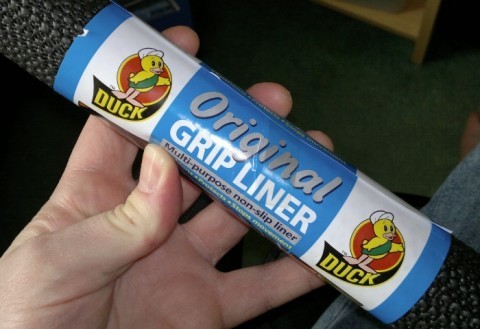 DUCK
Original
GRIP LINER
Multi-purpose non-slip liner
DUCK